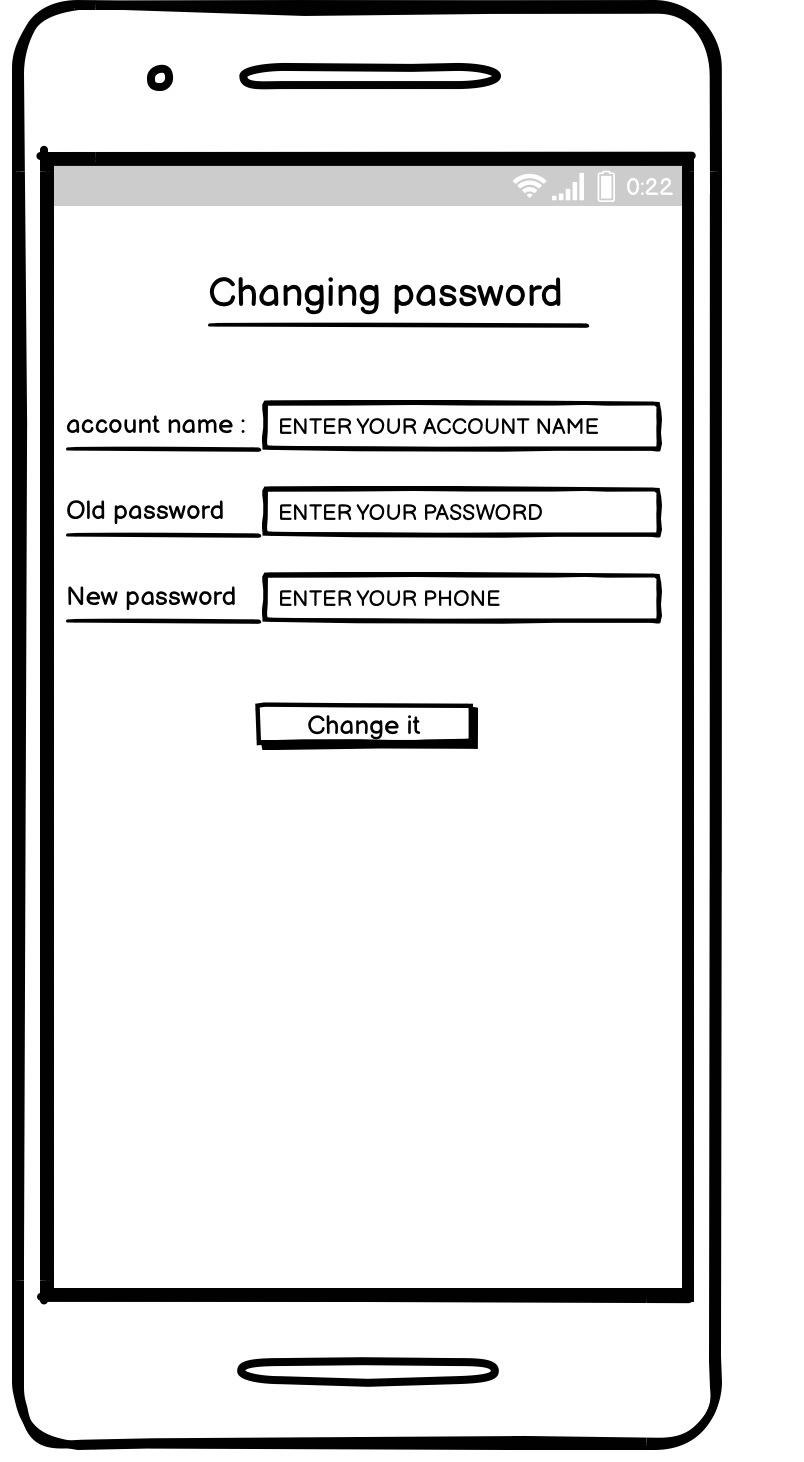 0:22
Changing password
account name : ENTER YOUR ACCOUNT NAME
Old password ENTER YOUR PASSWORD
New password ENTER YOUR PHONE
Change it